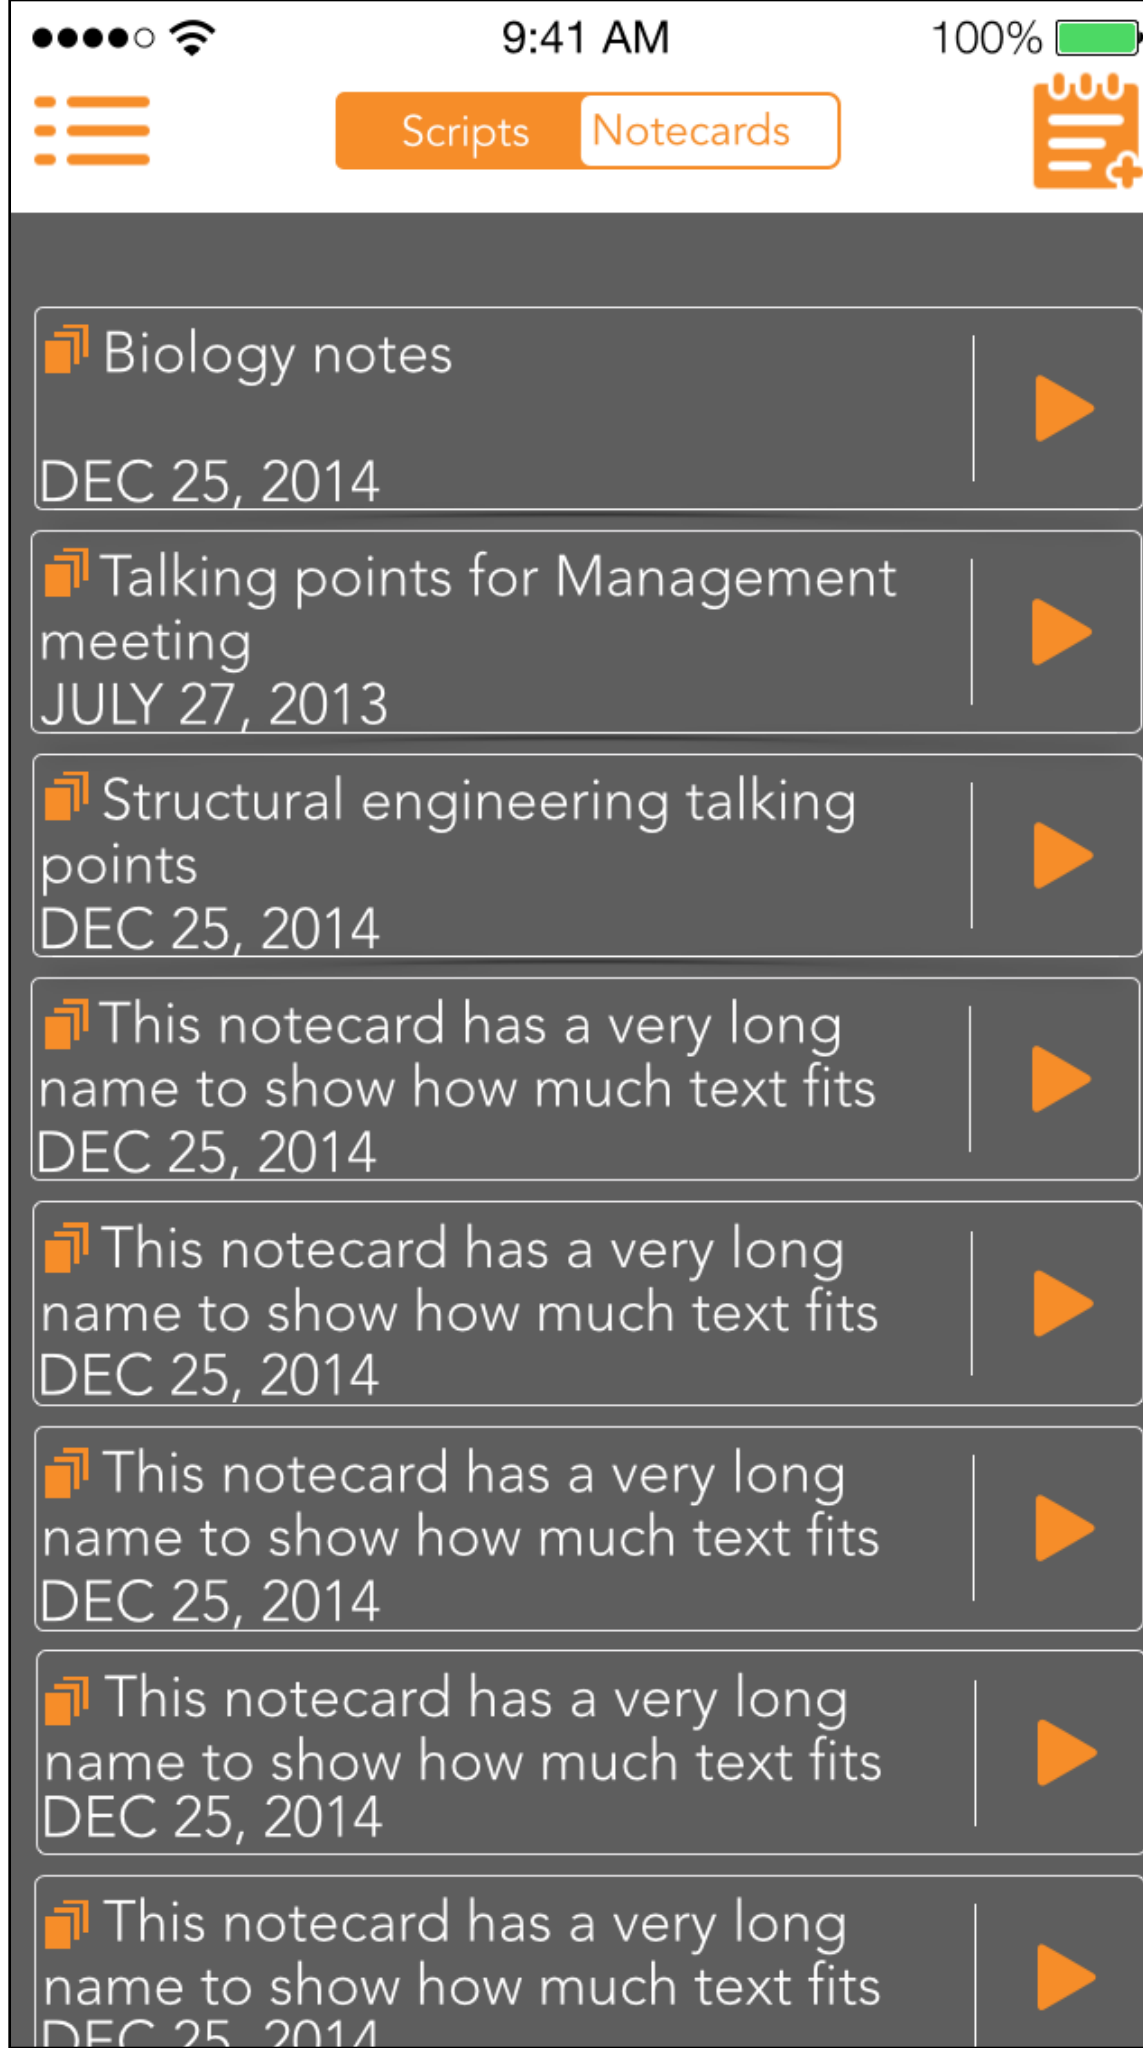 9:41 AM
100%
Scripts
Notecards
Biology notes
DEC 25, 2014
Talking points for Management
meeting
JULY 27, 2013
Structural engineering talking
points
DEC 25, 2014
This notecard has a very long
name to show how much text fits
DEC 25, 2014
This notecard has a very long
name to show how much text fits
DEC 25, 2014
This notecard has a very long
name to show how much text fits
DEC 25, 2014
This notecard has a very long
name to show how much text fits
DEC 25, 2014
This notecard has a very long
name to show how much text fits
DEC 25, 2014